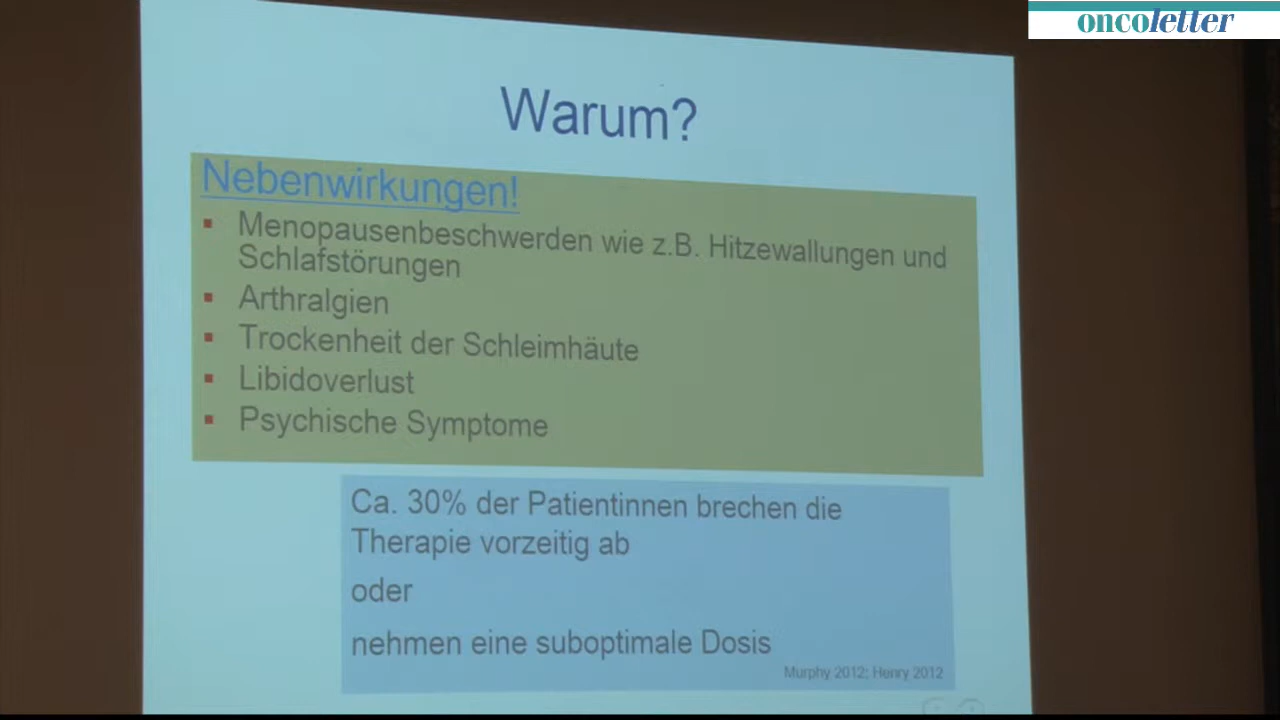 oncoletter
Warum?
Nebenwirkungen!
▪ Menopausenbeschwerden wie z.B. Hitzewallungen und
Schlafstörungen
▪ Arthralgien
▪ Trockenheit der Schleimhäute
▪ Libidoverlust
▪ Psychische Symptome
Ca. 30% der Patientinnen brechen die
Therapie vorzeitig ab
oder
nehmen eine suboptimale Dosis
Murphy 2012; Henry 2012